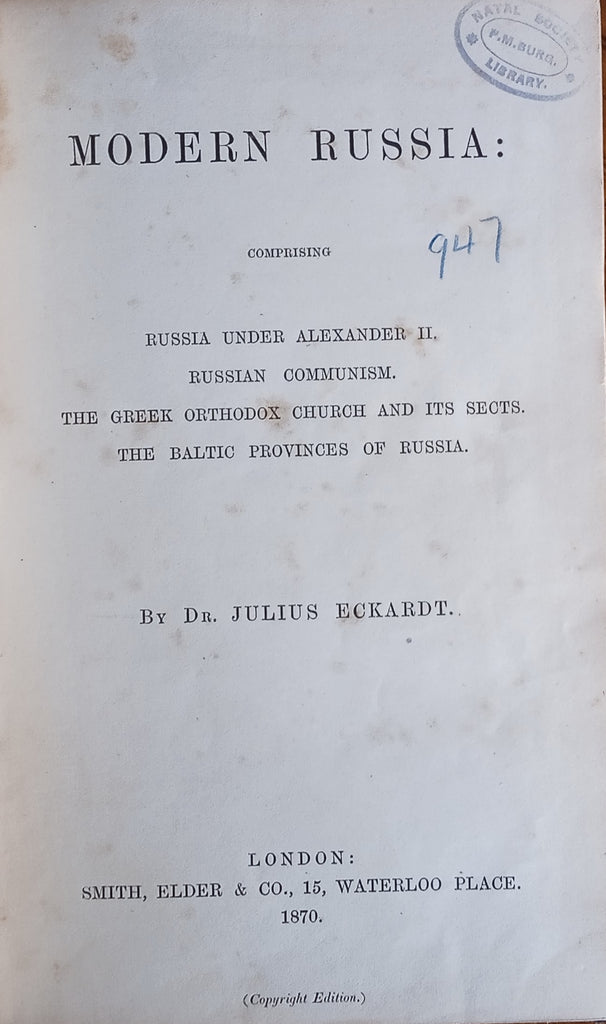 NATAL SOCIETY
P.M.BURG.
LIBRARY.
MODERN RUSSIA:
COMPRISING
947
RUSSIA UNDER ALEXANDER II.
RUSSIAN COMMUNISM.
THE GREEK ORTHODOX CHURCH AND ITS SECTS.
THE BALTIC PROVINCES OF RUSSIA.
BY DR. JULIUS ECKARDT.
LONDON:
SMITH, ELDER & CO., 15, WATERLOO PLACE.
1870.
(Copyright Edition.)